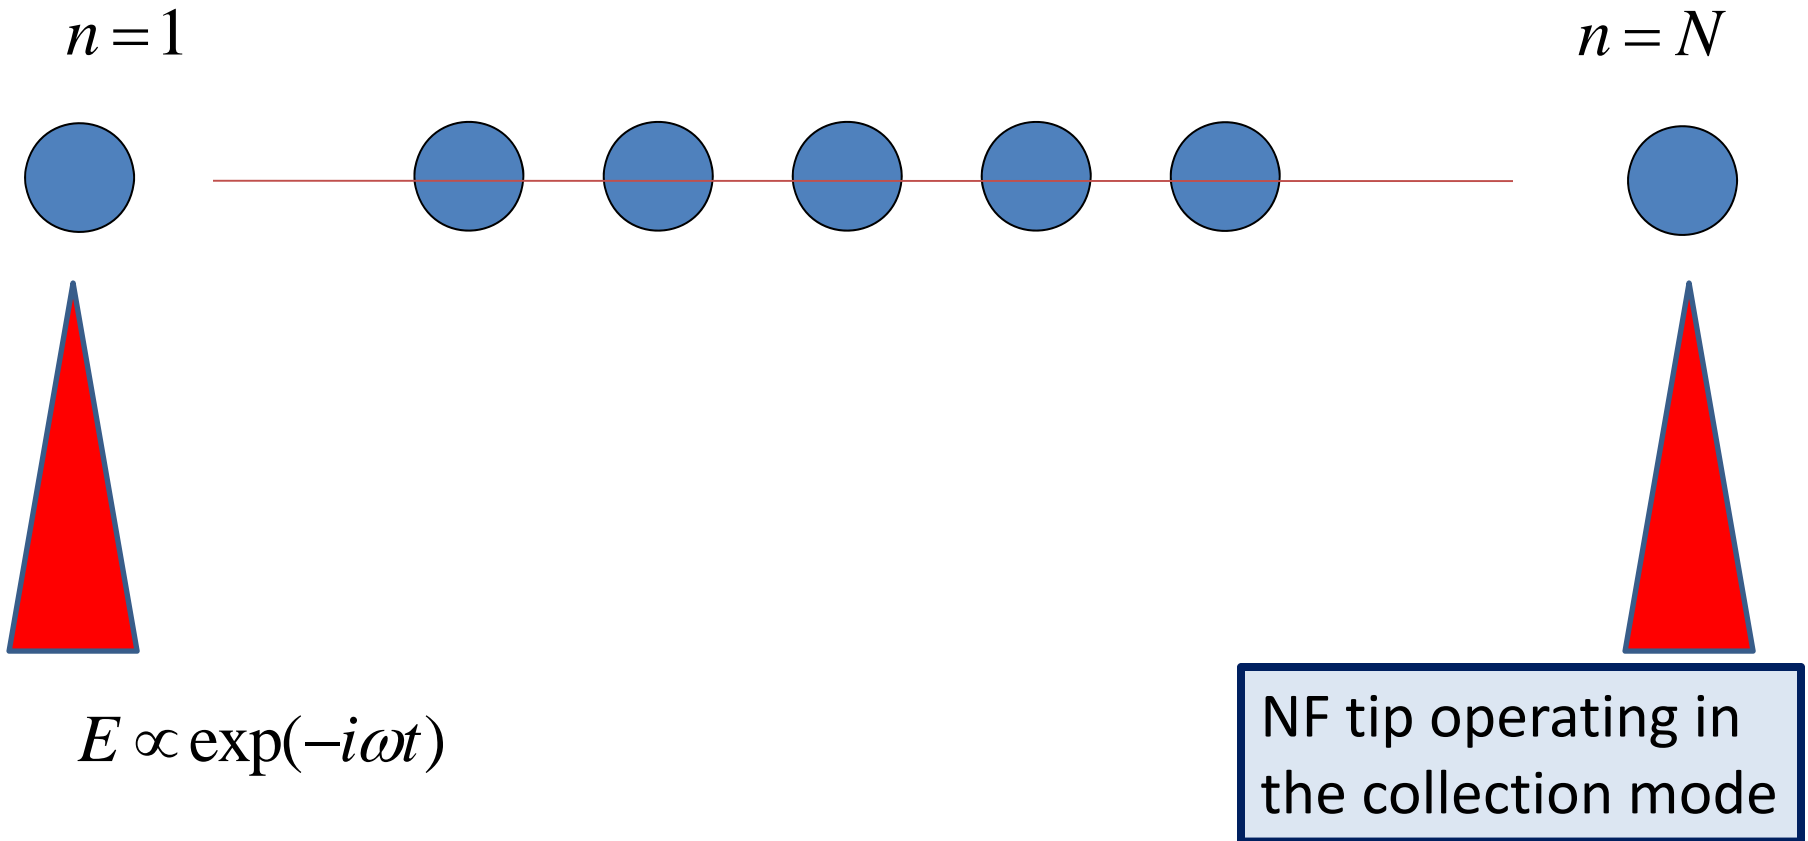 n = 1
n = N
E ∝ exp(−iωt)
NF tip operating in
the collection mode